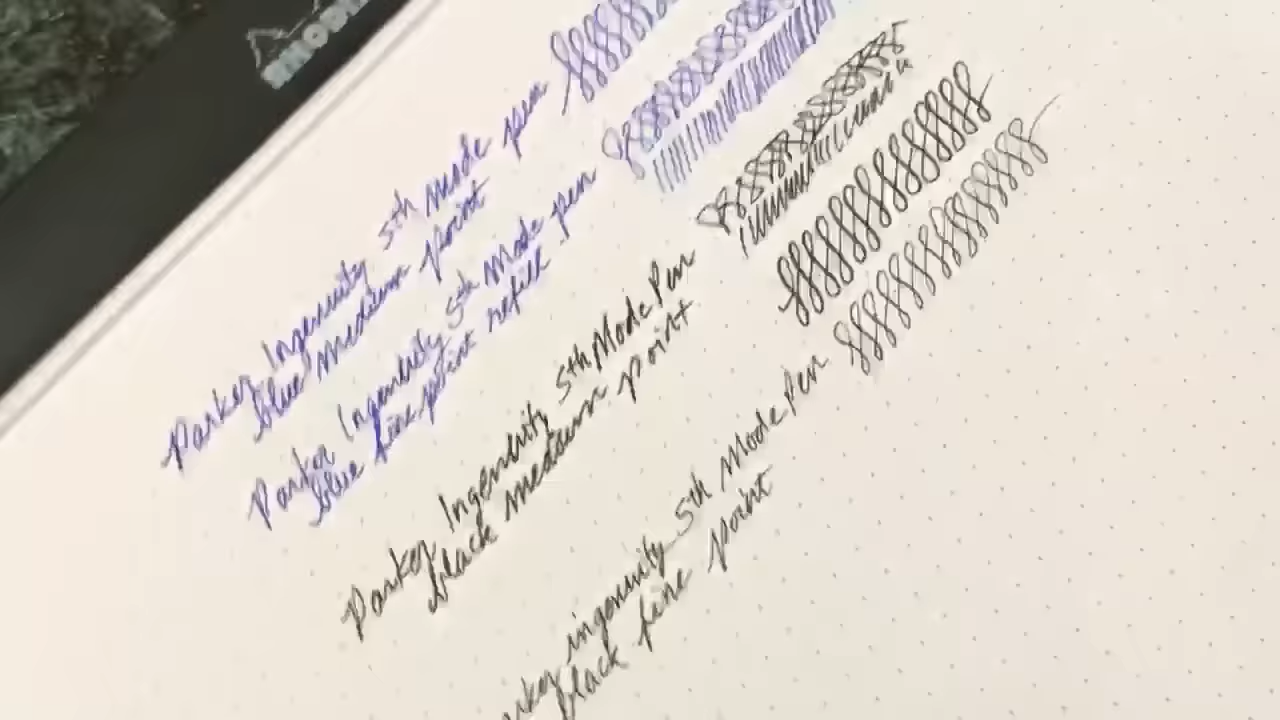 RHODIA
Parker Ingenuity 5th mode pen
blue medium point
Parker Ingenuity 5th Mode pen
blue fine point refill
Parker Ingenuity 5th Mode Pen
black medium point
ingenuity 5th Mode Pen
black fine point